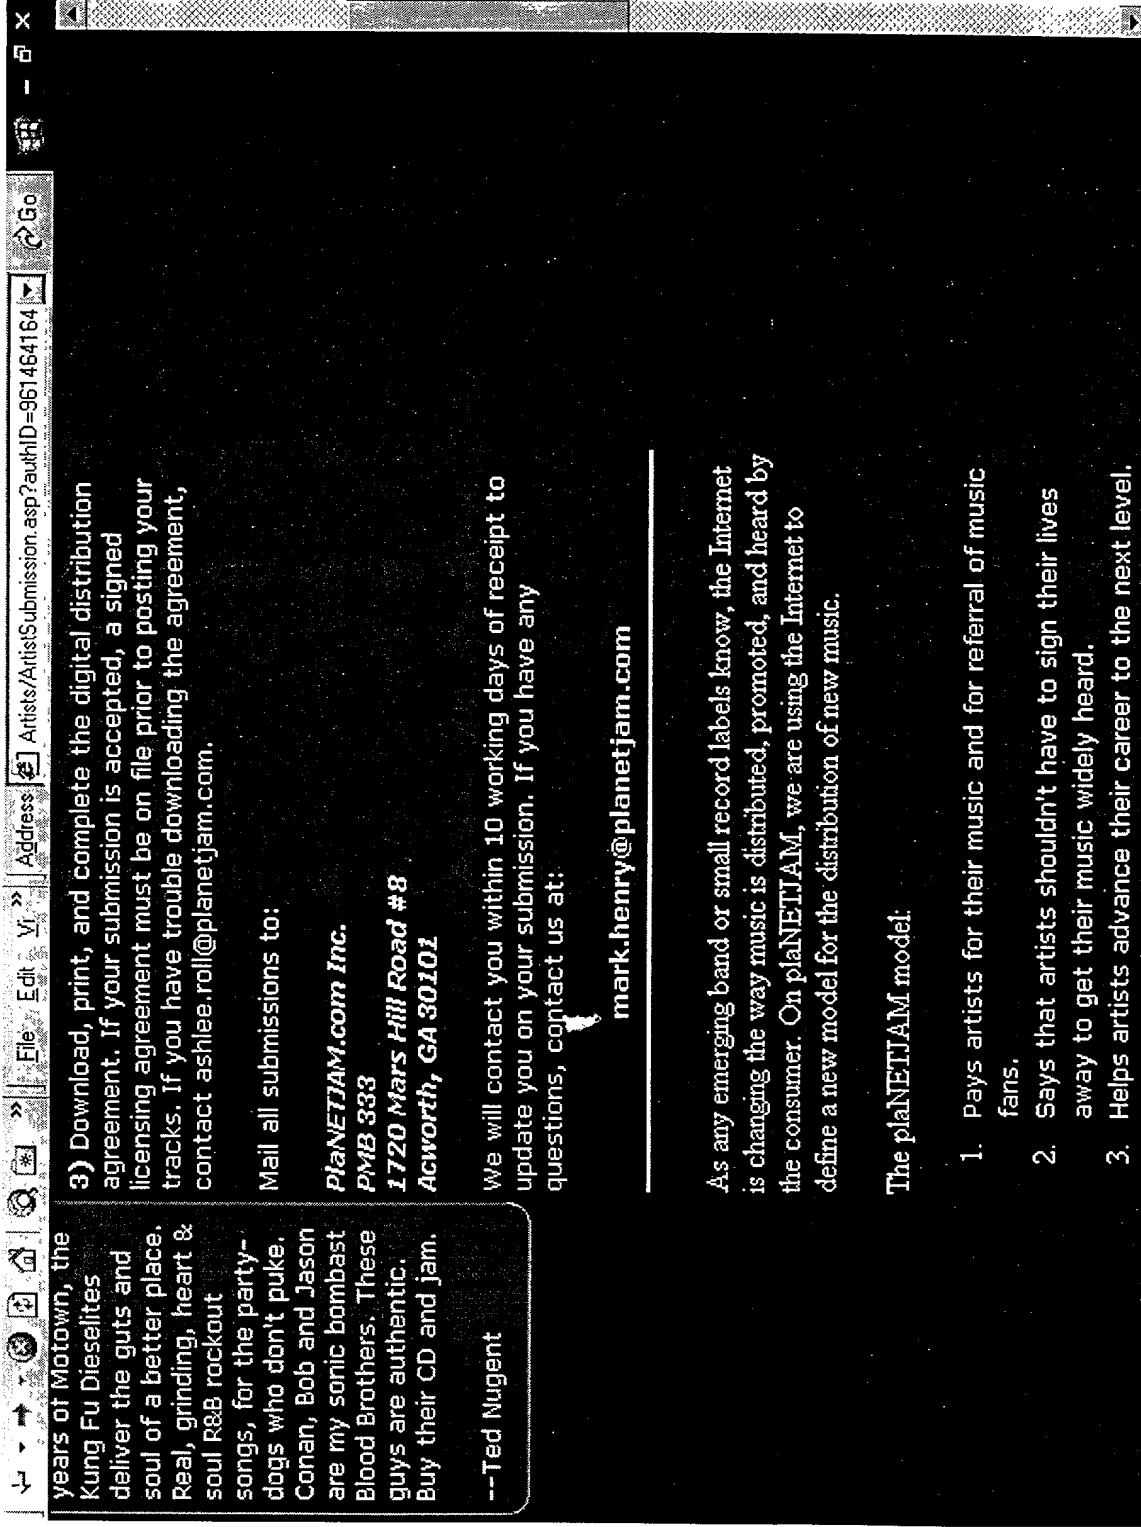 File Edit Vi » Address Artists/ArtistSubmission.asp?authID=961464164 Go
years of Motown, the
Kung Fu Dieselites
deliver the guts and
soul of a better place.
Real, grinding, heart &
soul R&B rockout
songs, for the party-
dogs who don't puke.
Conan, Bob and Jason
are my sonic bombast
Blood Brothers. These
guys are authentic.
Buy their CD and jam.
--Ted Nugent
3) Download, print, and complete the digital distribution
agreement. If your submission is accepted, a signed
licensing agreement must be on file prior to posting your
tracks. If you have trouble downloading the agreement,
contact ashlee.roll@planetjam.com.
Mail all submissions to:
PlaNETJAM.com Inc.
PMB 333
1720 Mars Hill Road #8
Acworth, GA 30101
We will contact you within 10 working days of receipt to
update you on your submission. If you have any
questions, contact us at:
mark.henry@planetjam.com
As any emerging band or small record labels know, the Internet
is changing the way music is distributed, promoted, and heard by
the consumer. On plaNETJAM, we are using the Internet to
define a new model for the distribution of new music.
The plaNETJAM model:
1. Pays artists for their music and for referral of music
fans.
2. Says that artists shouldn't have to sign their lives
away to get their music widely heard.
3. Helps artists advance their career to the next level.